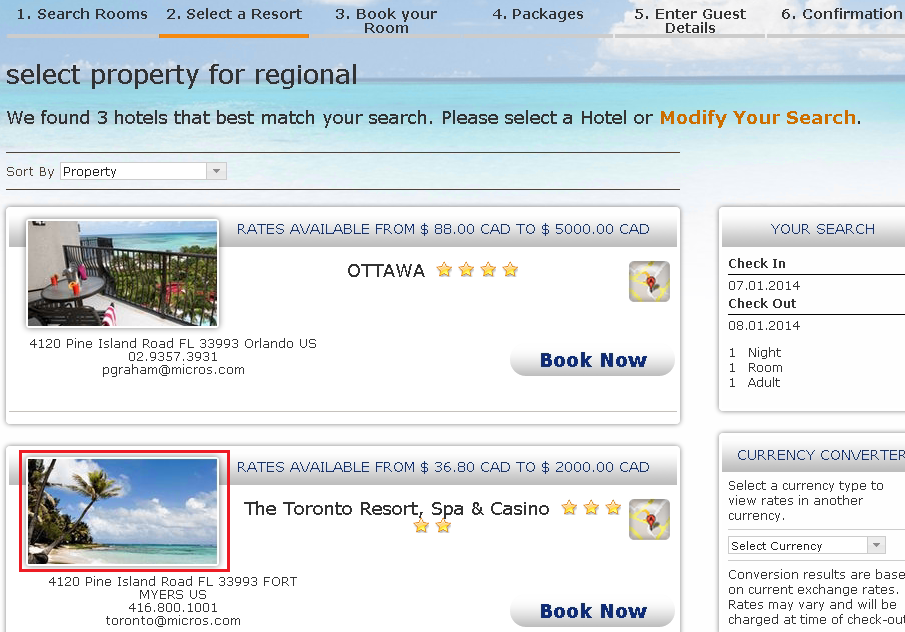 1. Search Rooms
2. Select a Resort
3. Book your
Room
4. Packages
5. Enter Guest
Details
6. Confirmation
select property for regional
We found 3 hotels that best match your search. Please select a Hotel or Modify Your Search.
Sort By Property
RATES AVAILABLE FROM $ 88.00 CAD TO $ 5000.00 CAD
OTTAWA
4120 Pine Island Road FL 33993 Orlando US
02.9357.3931
pgraham@micros.com
Book Now
RATES AVAILABLE FROM $ 36.80 CAD TO $ 2000.00 CAD
The Toronto Resort, Spa & Casino
4120 Pine Island Road FL 33993 FORT
MYERS US
416.800.1001
toronto@micros.com
Book Now
YOUR SEARCH
Check In
07.01.2014
Check Out
08.01.2014
1 Night
1 Room
1 Adult
CURRENCY CONVERTER
Select a currency type to
view rates in another
currency.
Select Currency
Conversion results are base
on current exchange rates.
Rates may vary and will be
charged at time of check-out